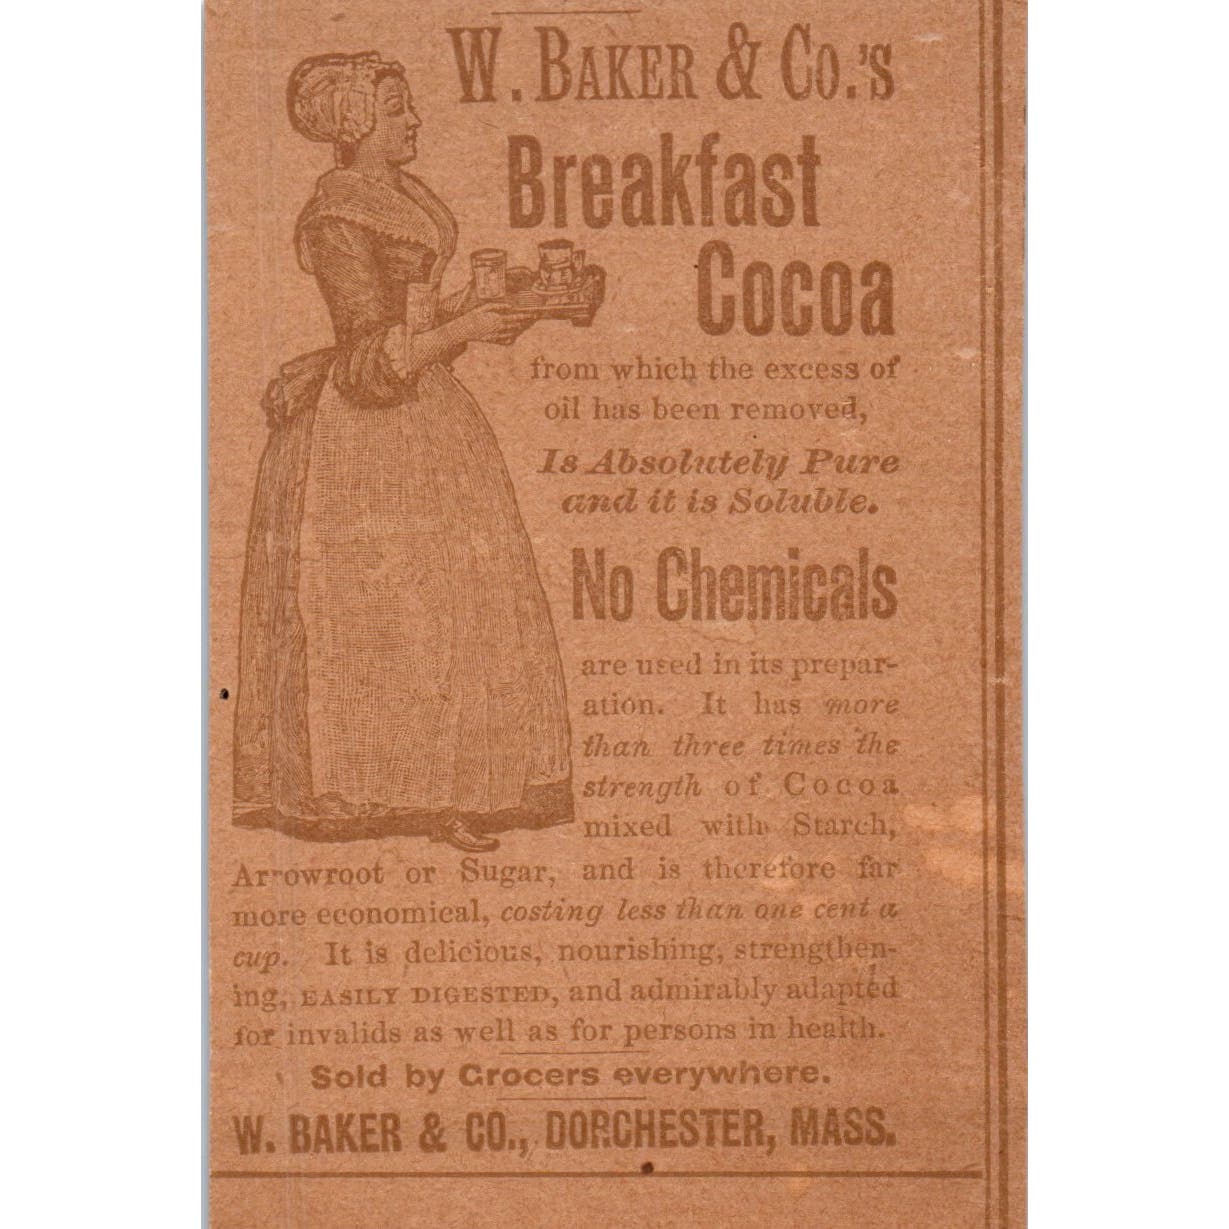 W. BAKER & CO.'S
Breakfast
Cocoa
from which the excess of
oil has been removed,
Is Absolutely Pure
and it is Soluble.
No Chemicals
are used in its prepar-
ation. It has more
than three times the
strength of Cocoa
mixed with Starch,
Arrowroot or Sugar, and is therefore far
more economical, costing less than one cent a
cup. It is delicious, nourishing, strengthen-
ing, EASILY DIGESTED, and admirably adapted
for invalids as well as for persons in health.
Sold by Grocers everywhere.
W. BAKER & CO., DORCHESTER, MASS.